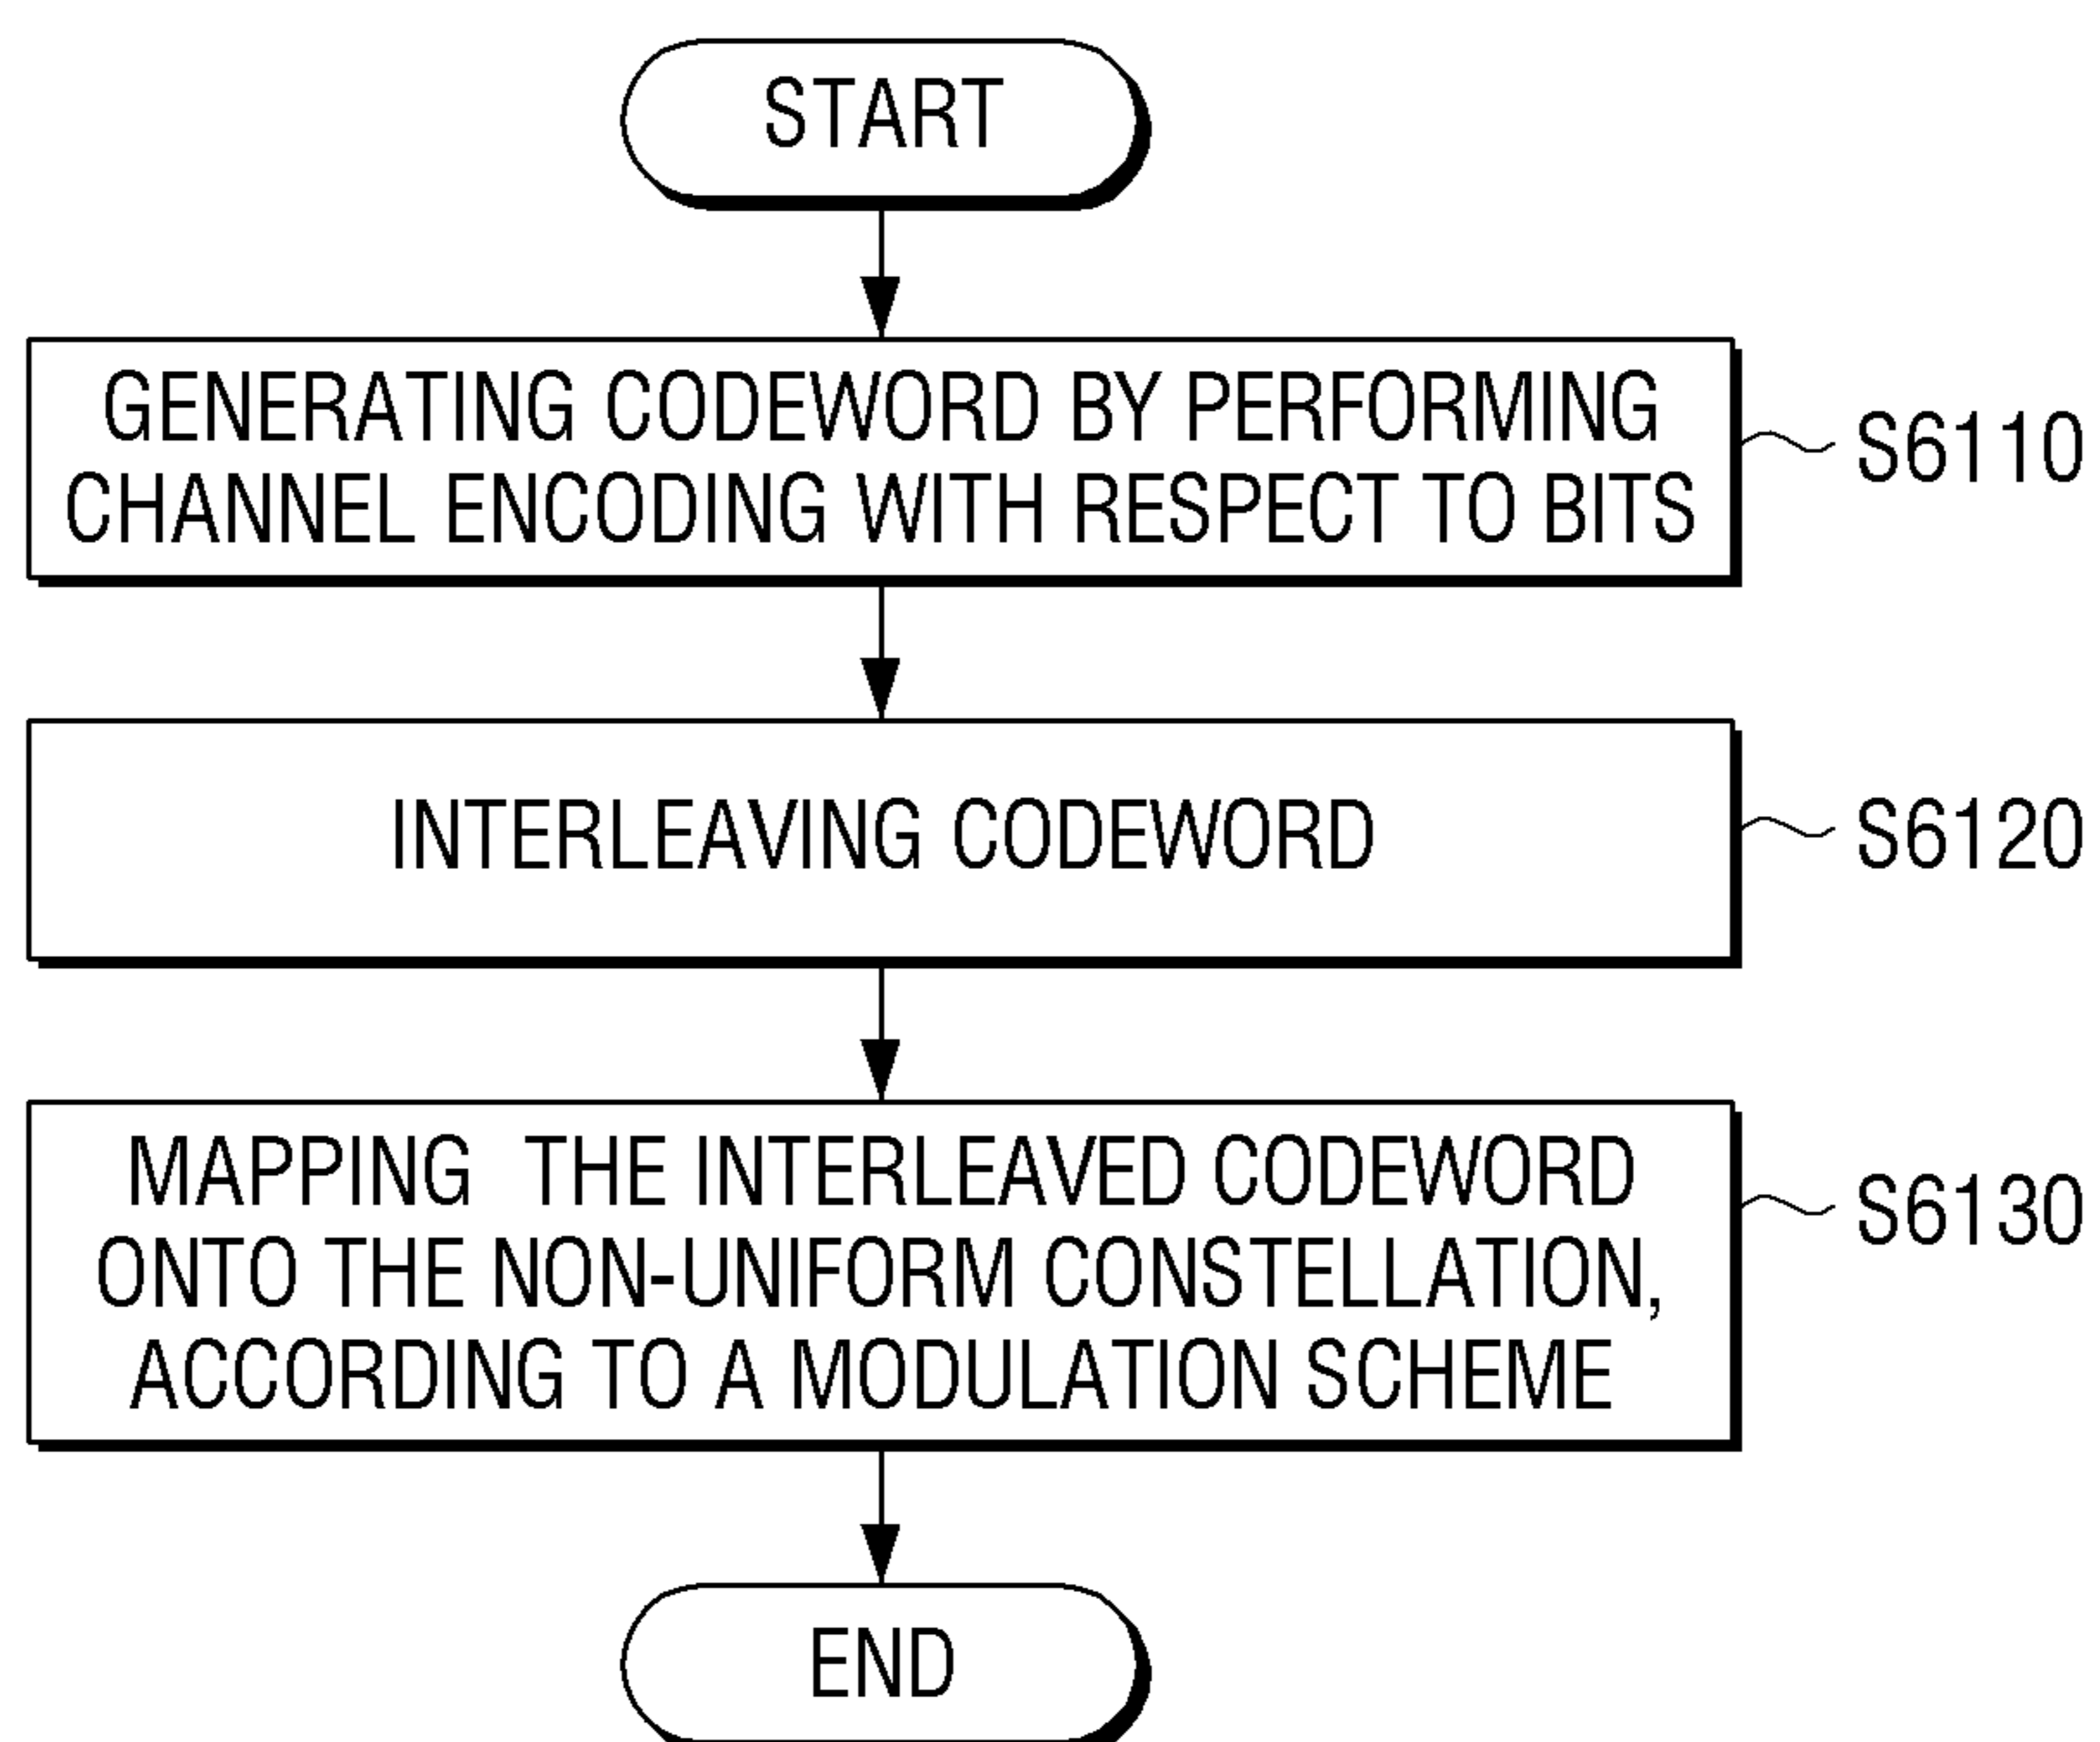 START
GENERATING CODEWORD BY PERFORMING
CHANNEL ENCODING WITH RESPECT TO BITS
S6110
INTERLEAVING CODEWORD
S6120
MAPPING THE INTERLEAVED CODEWORD
ONTO THE NON-UNIFORM CONSTELLATION,
ACCORDING TO A MODULATION SCHEME
S6130
END